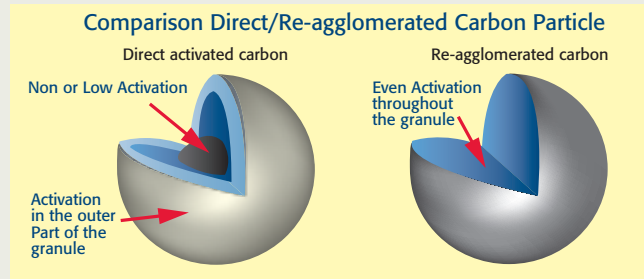 Comparison Direct/Re-agglomerated Carbon Particle
Direct activated carbon
Non or Low Activation
Activation
in the outer
Part of the
granule
Re-agglomerated carbon
Even Activation
throughout
the granule